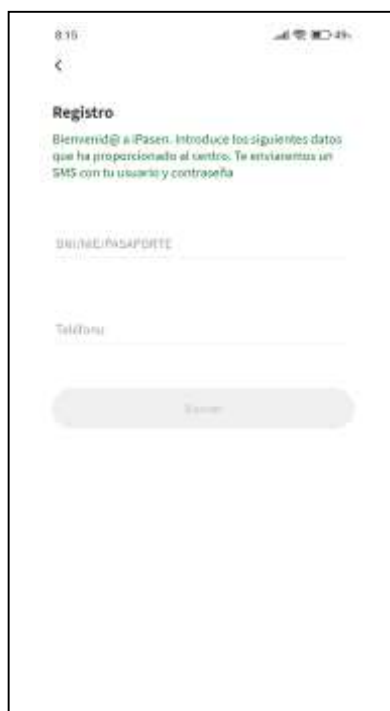 8:15
Registro
Bienvenid@ a iPasen. Introduce los siguientes datos
que ha proporcionado al centro. Te enviaremos un
SMS con tu usuario y contraseña
DNI/NIE/PASAPORTE
Teléfono